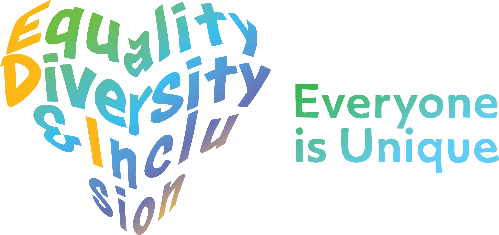 Equality
Diversity
& Inclu
sion
Everyone
is Unique